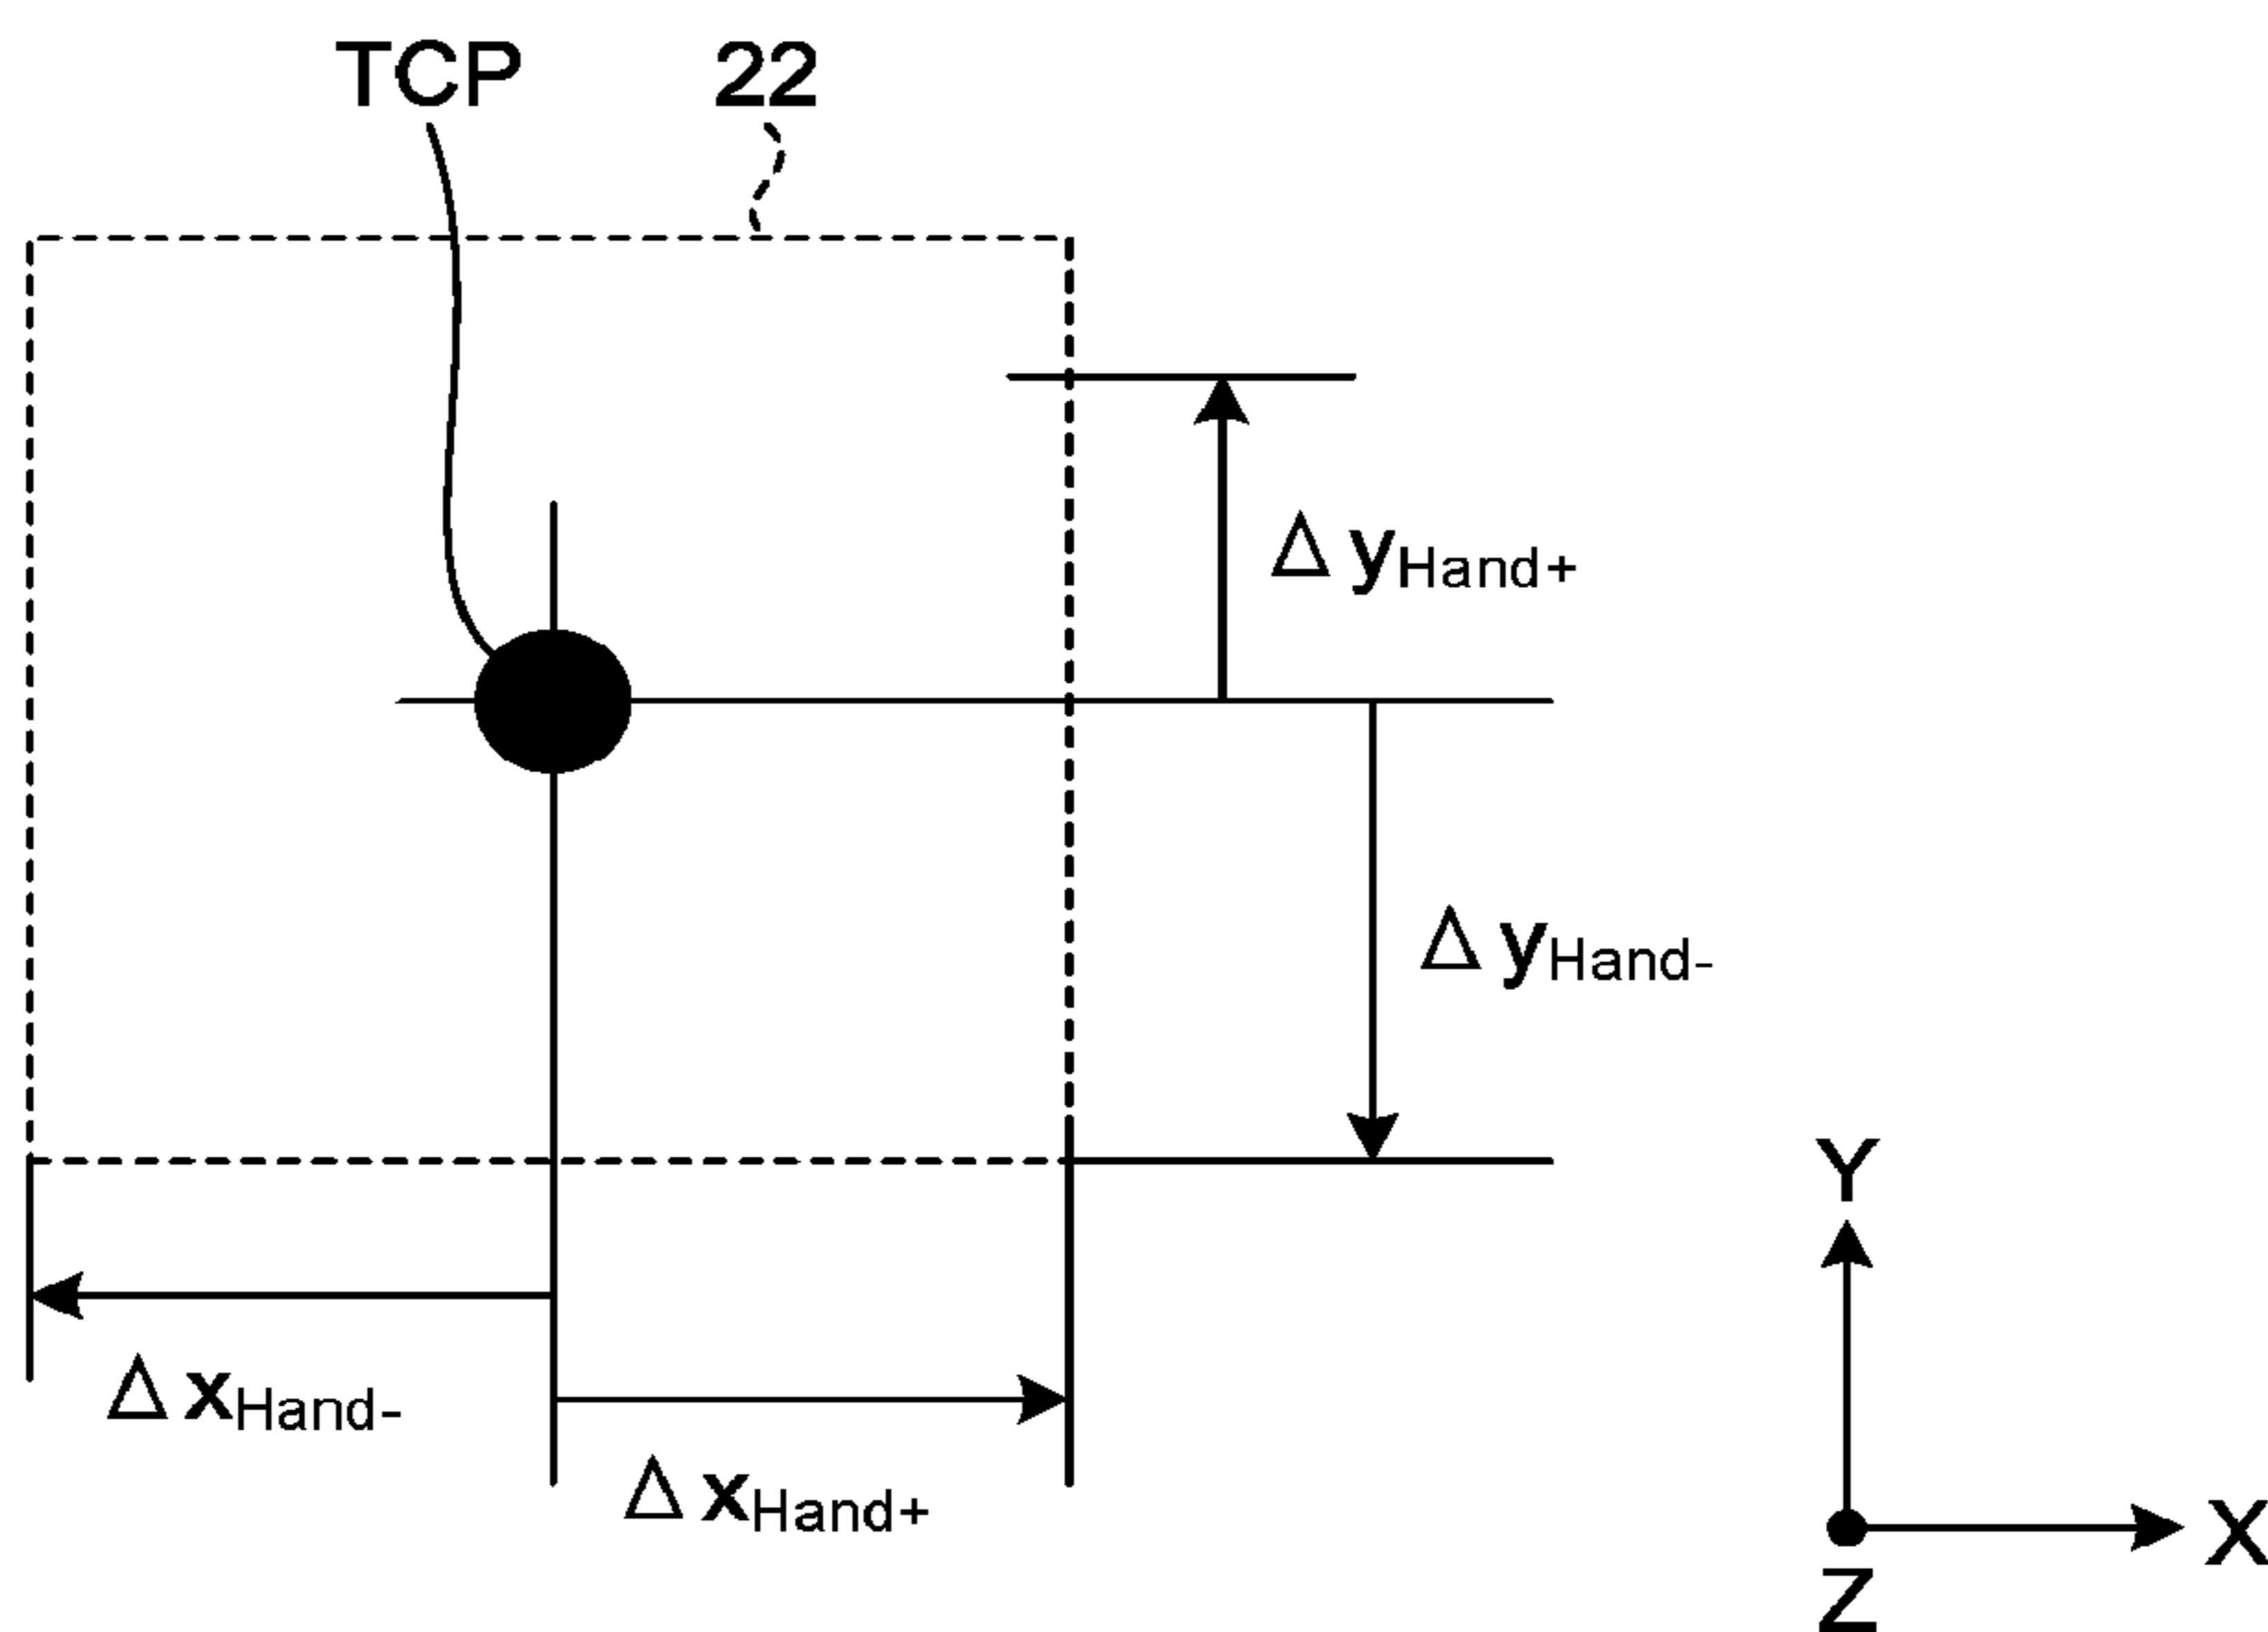 TCP 22
Δ yHand+
Δ yHand-
Δ xHand-
Δ xHand+
Y
X
Z